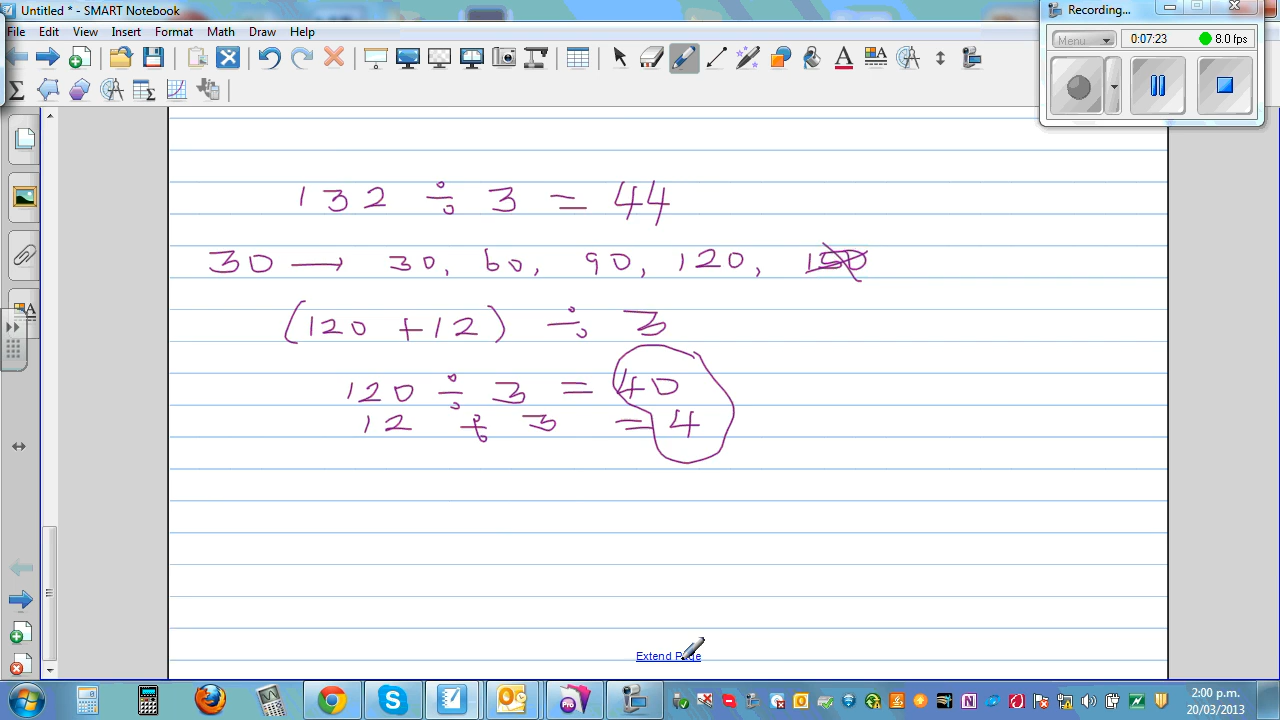 Untitled * - SMART Notebook
File Edit View Insert Format Math Draw Help
Recording...
Menu 0:07:23 8.0 fps
132 ÷ 3 = 44
30 → 30, 60, 90, 120, 150
(120 + 12) ÷ 3
120 ÷ 3 = 40
12 ÷ 3 = 4
Extend Page
2:00 p.m.
20/03/2013